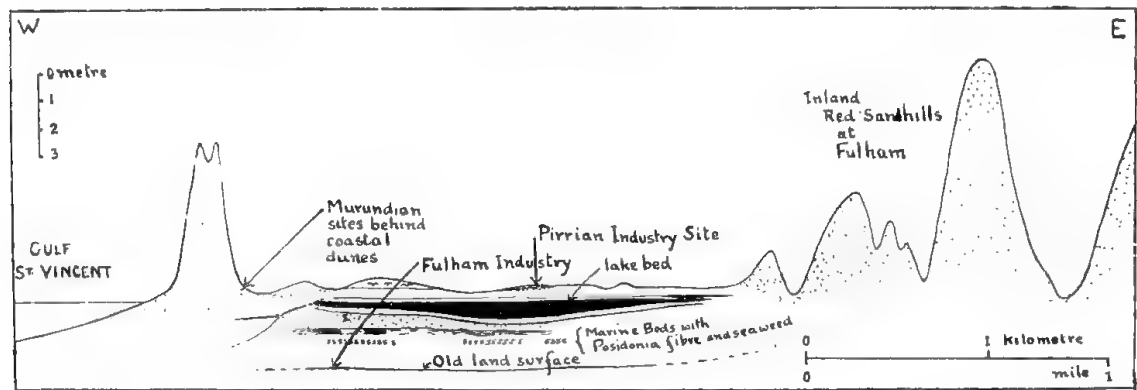 W
E
0 metre
1
2
3
Inland
Red Sandhills
at
Fulham
Murundian
sites behind
coastal
dunes
Pirrian Industry Site
GULF
ST VINCENT
Fulham Industry
lake bed
Marine Beds with
Posidonia fibre and seaweed
Old land surface
0
1 kilometre
0
mile 1